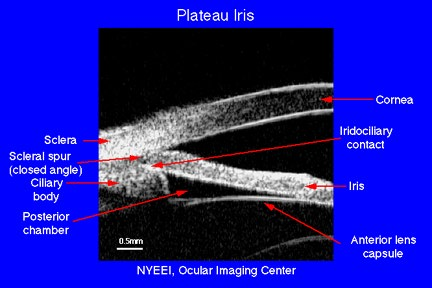 Plateau Iris
Cornea
Sclera
Iridociliary
contact
Scleral spur
(closed angle)
Ciliary
body
Iris
Posterior
chamber
0.5mm
Anterior lens
capsule
NYEEI, Ocular Imaging Center